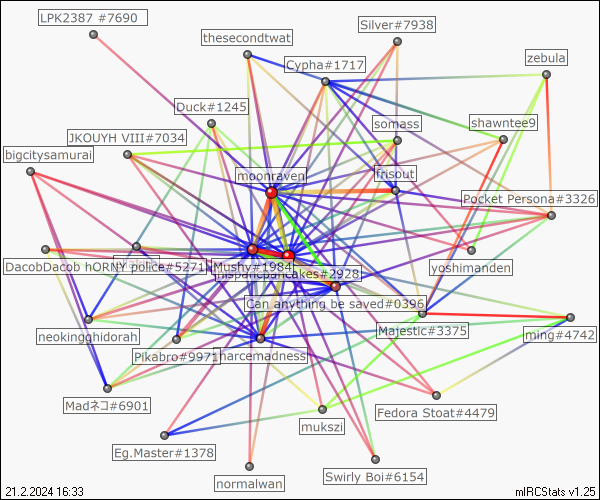 LPK2387 #7690
Silver#7938
thesecondtwat
Cypha#1717
zebula
Duck#1245
somass
shawntee9
JKOUYH VIII#7034
bigcitysamurai
moonraven
frisout
Pocket Persona#3326
DacobDacob hORNY police#5271
Mushy#1984
hispanicpancakes#2928
yoshimanden
Can anything be saved#0396
neokingghidorah
Majestic#3375
ming#4742
Pikabro#9971
harcemadness
Madネコ#6901
mukszi
Fedora Stoat#4479
Eg.Master#1378
normalwan
Swirly Boi#6154
21.2.2024 16:33
mIRCStats v1.25